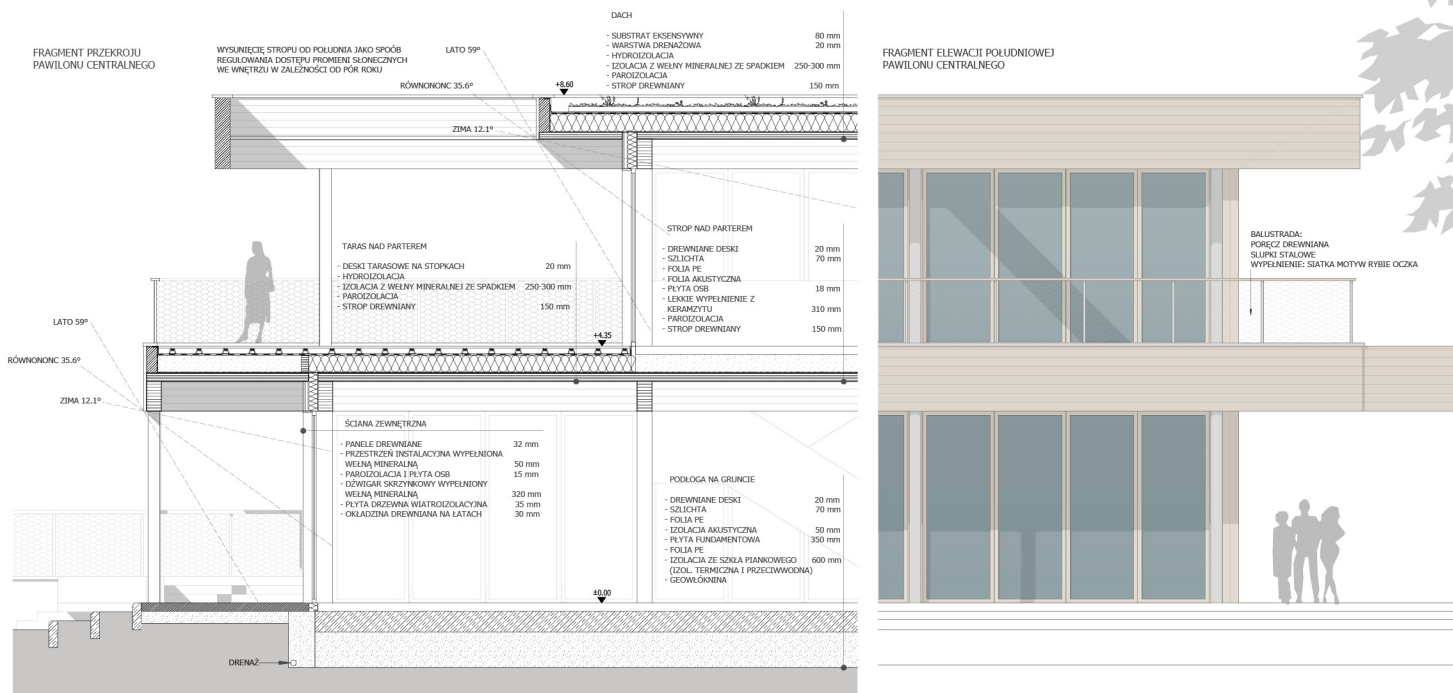 FRAGMENT PRZEKROJU
PAWILONU CENTRALNEGO
WYSUNIĘCIĘ STROPU OD POŁUDNIA JAKO SPOÓB
REGULOWANIA DOSTĘPU PROMIENI SŁONECZNYCH
WE WNĘTRZU W ZALEŻNOŚCI OD PÓR ROKU
LATO 59°
RÓWNONONC 35.6°
ZIMA 12.1°
DACH
- SUBSTRAT EKSENSYWNY 80 mm
- WARSTWA DRENAŻOWA 20 mm
- HYDROIZOLACJA
- IZOLACJA Z WEŁNY MINERALNEJ ZE SPADKIEM 250-300 mm
- PAROIZOLACJA
- STROP DREWNIANY 150 mm
+8.60
FRAGMENT ELEWACJI POŁUDNIOWEJ
PAWILONU CENTRALNEGO
TARAS NAD PARTEREM
- DESKI TARASOWE NA STOPKACH 20 mm
- HYDROIZOLACJA
- IZOLACJA Z WEŁNY MINERALNEJ ZE SPADKIEM 250-300 mm
- PAROIZOLACJA
- STROP DREWNIANY 150 mm
STROP NAD PARTEREM
- DREWNIANE DESKI 20 mm
- SZLICHTA 70 mm
- FOLIA PE
- FOLIA AKUSTYCZNA
- PŁYTA OSB 18 mm
- LEKKIE WYPEŁNIENIE Z
KERAMZYTU 310 mm
- PAROIZOLACJA
- STROP DREWNIANY 150 mm
BALUSTRADA:
PORĘCZ DREWNIANA
SŁUPKI STALOWE
WYPEŁNIENIE: SIATKA MOTYW RYBIE OCZKA
+4.35
LATO 59°
RÓWNONONC 35.6°
ZIMA 12.1°
ŚCIANA ZEWNĘTRZNA
- PANELE DREWNIANE 32 mm
- PRZESTRZEŃ INSTALACYJNA WYPEŁNIONA
WEŁNĄ MINERALNĄ 50 mm
- PAROIZOLACJA I PŁYTA OSB 15 mm
- DŹWIGAR SKRZYNKOWY WYPEŁNIONY
WEŁNĄ MINERALNĄ 320 mm
- PŁYTA DRZEWNA WIATROIZOLACYJNA 35 mm
- OKŁADZINA DREWNIANA NA ŁATACH 30 mm
PODŁOGA NA GRUNCIE
- DREWNIANE DESKI 20 mm
- SZLICHTA 70 mm
- FOLIA PE
- IZOLACJA AKUSTYCZNA 50 mm
- PŁYTA FUNDAMENTOWA 350 mm
- FOLIA PE
- IZOLACJA ZE SZKŁA PIANKOWEGO 600 mm
(IZOL. TERMICZNA I PRZECIWWODNA)
- GEOWŁÓKNINA
±0.00
DRENAŻ